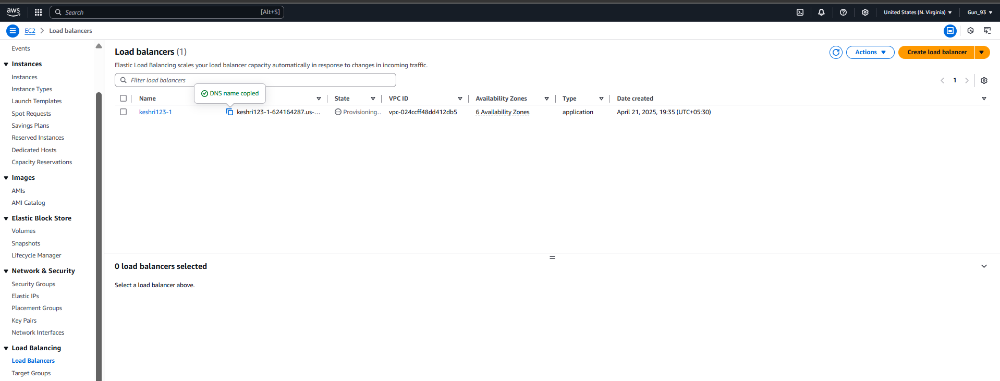 aws Search [Alt+S] United States (N. Virginia) Gun_93
EC2 Load balancers
Events
Instances
Instances
Instance Types
Launch Templates
Spot Requests
Savings Plans
Reserved Instances
Dedicated Hosts
Capacity Reservations
Images
AMIs
AMI Catalog
Elastic Block Store
Volumes
Snapshots
Lifecycle Manager
Network & Security
Security Groups
Elastic IPs
Placement Groups
Key Pairs
Network Interfaces
Load Balancing
Load Balancers
Target Groups
Load balancers (1)
Actions
Create load balancer
Elastic Load Balancing scales your load balancer capacity automatically in response to changes in incoming traffic.
Filter load balancers
1
DNS name copied
Name State VPC ID Availability Zones Type Date created
keshri123-1 keshri123-1-624164287.us-... Provisioning.. vpc-024ccff48dd412db5 6 Availability Zones application April 21, 2025, 19:35 (UTC+05:30)
0 load balancers selected
Select a load balancer above.